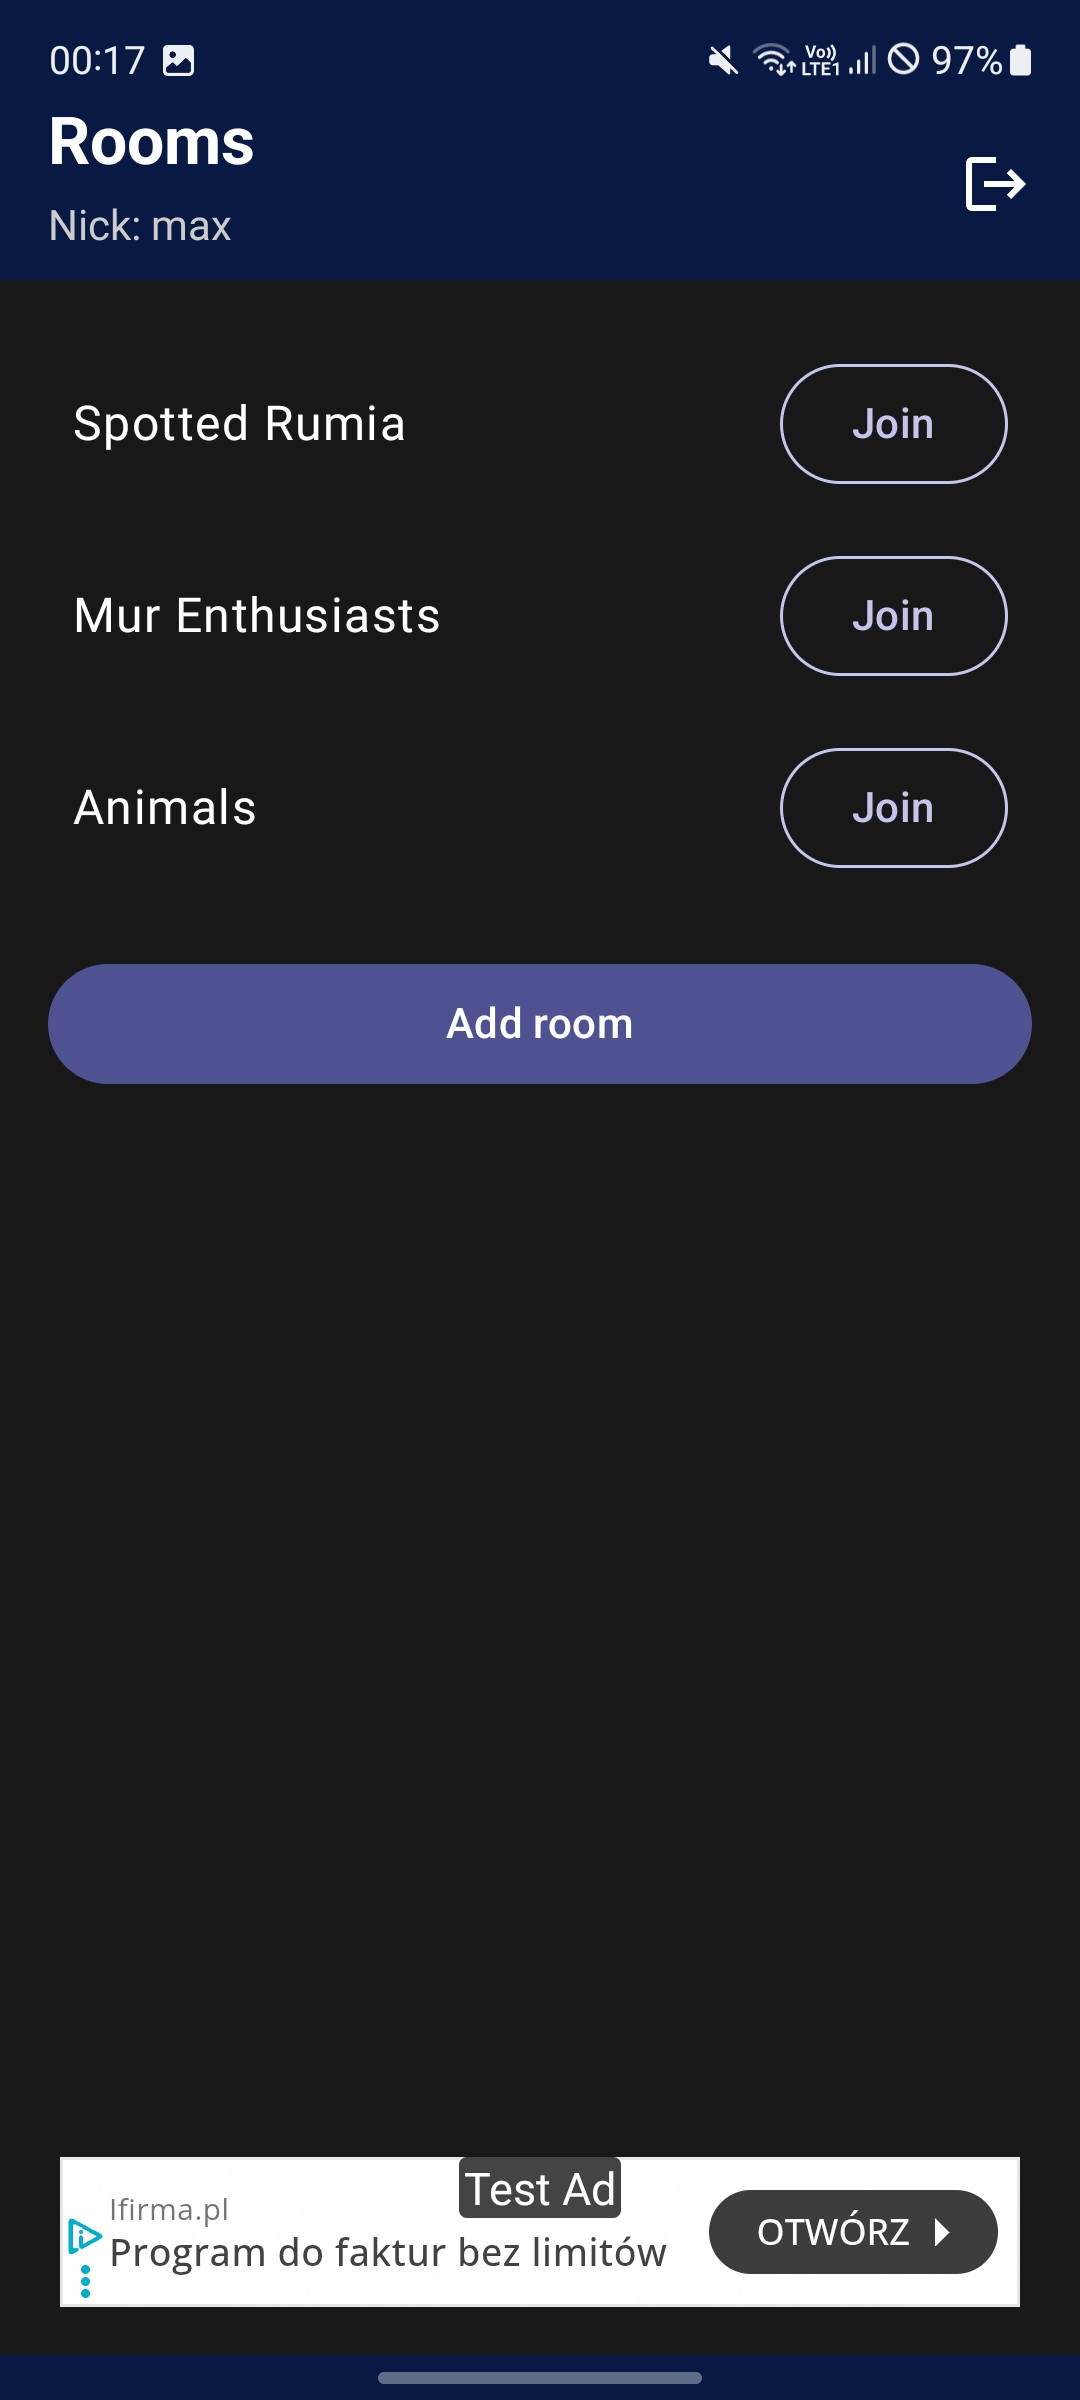 00:17
Vo)) LTE1 97%
Rooms
Nick: max
Spotted Rumia
Join
Mur Enthusiasts
Join
Animals
Join
Add room
Test Ad
Ifirma.pl
Program do faktur bez limitów
OTWÓRZ